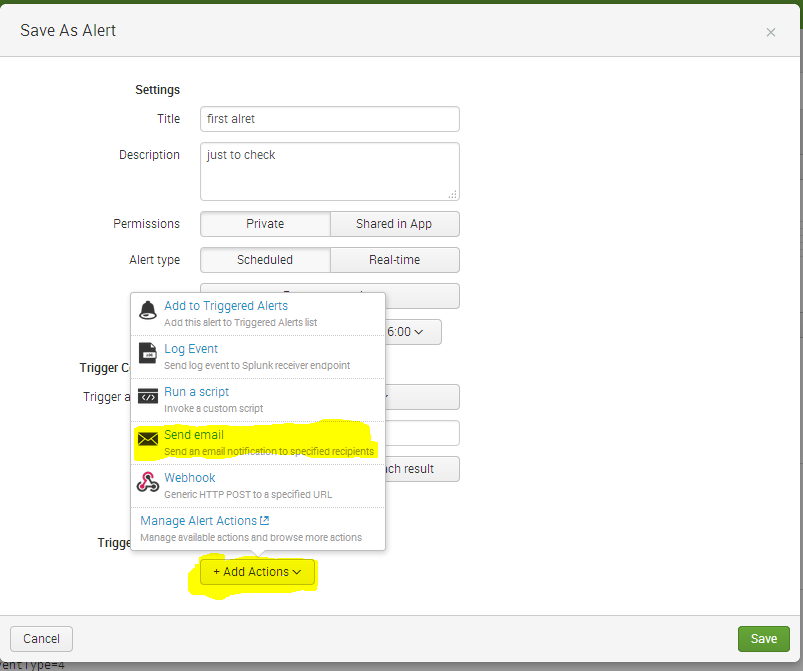 Save As Alert
×
Settings
Title first alret
Description just to check
Permissions Private Shared in App
Alert type Scheduled Real-time
Add to Triggered Alerts
Add this alert to Triggered Alerts list
6:00
Log Event
Send log event to Splunk receiver endpoint
Trigger C
Run a script
Trigger a
Invoke a custom script
Send email
Send an email notification to specified recipients
ach result
Webhook
Generic HTTP POST to a specified URL
Manage Alert Actions
Manage available actions and browse more actions
Trigge
+ Add Actions
Cancel Save
entType=4